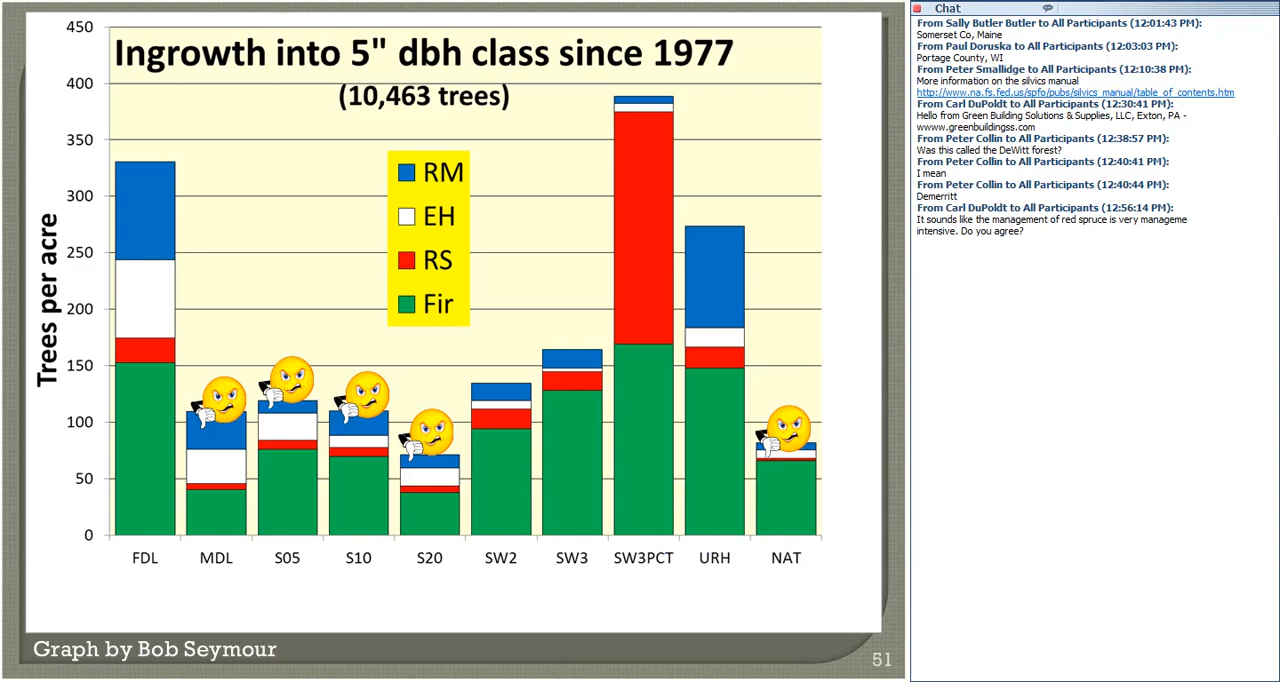 Ingrowth into 5" dbh class since 1977
(10,463 trees)
Trees per acre
450
400
350
300
250
200
150
100
50
0
RM
EH
RS
Fir
FDL MDL S05 S10 S20 SW2 SW3 SW3PCT URH NAT
Graph by Bob Seymour
51
Chat
From Sally Butler Butler to All Participants (12:01:43 PM):
Somerset Co, Maine
From Paul Doruska to All Participants (12:03:03 PM):
Portage County, WI
From Peter Smallidge to All Participants (12:10:38 PM):
More information on the silvics manual
http://www.na.fs.fed.us/spfo/pubs/silvics_manual/table_of_contents.htm
From Carl DuPoldt to All Participants (12:30:41 PM):
Hello from Green Building Solutions & Supplies, LLC, Exton, PA -
wwww.greenbuildingss.com
From Peter Collin to All Participants (12:38:57 PM):
Was this called the DeWitt forest?
From Peter Collin to All Participants (12:40:41 PM):
I mean
From Peter Collin to All Participants (12:40:44 PM):
Demerritt
From Carl DuPoldt to All Participants (12:56:14 PM):
It sounds like the management of red spruce is very manageme
intensive. Do you agree?